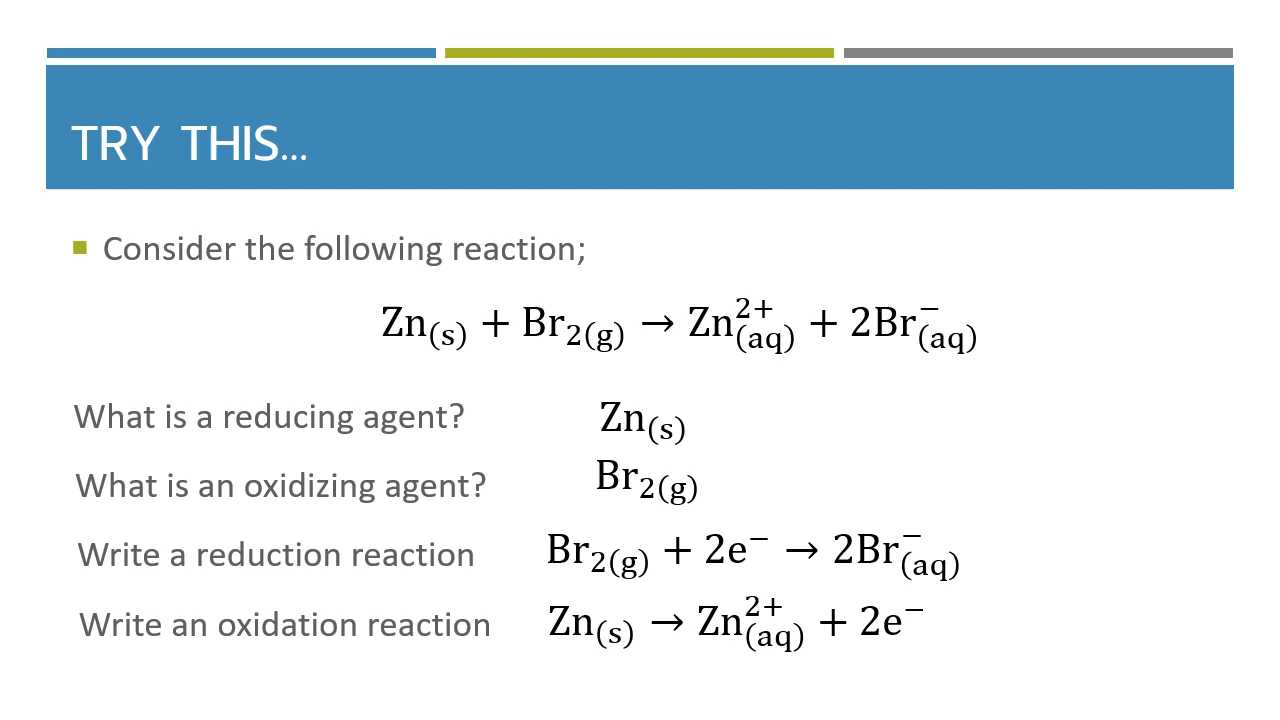 TRY THIS...
Consider the following reaction;
Zn₍ₛ₎ + Br₂(g) → Zn²⁺(aq) + 2Br⁻(aq)
What is a reducing agent? Zn₍ₛ₎
What is an oxidizing agent? Br₂(g)
Write a reduction reaction Br₂(g) + 2e⁻ → 2Br⁻(aq)
Write an oxidation reaction Zn₍ₛ₎ → Zn²⁺(aq) + 2e⁻